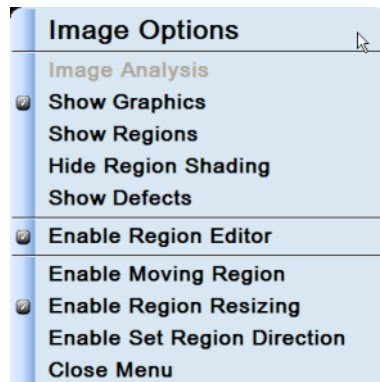 Image Options
Image Analysis
Show Graphics
Show Regions
Hide Region Shading
Show Defects
Enable Region Editor
Enable Moving Region
Enable Region Resizing
Enable Set Region Direction
Close Menu